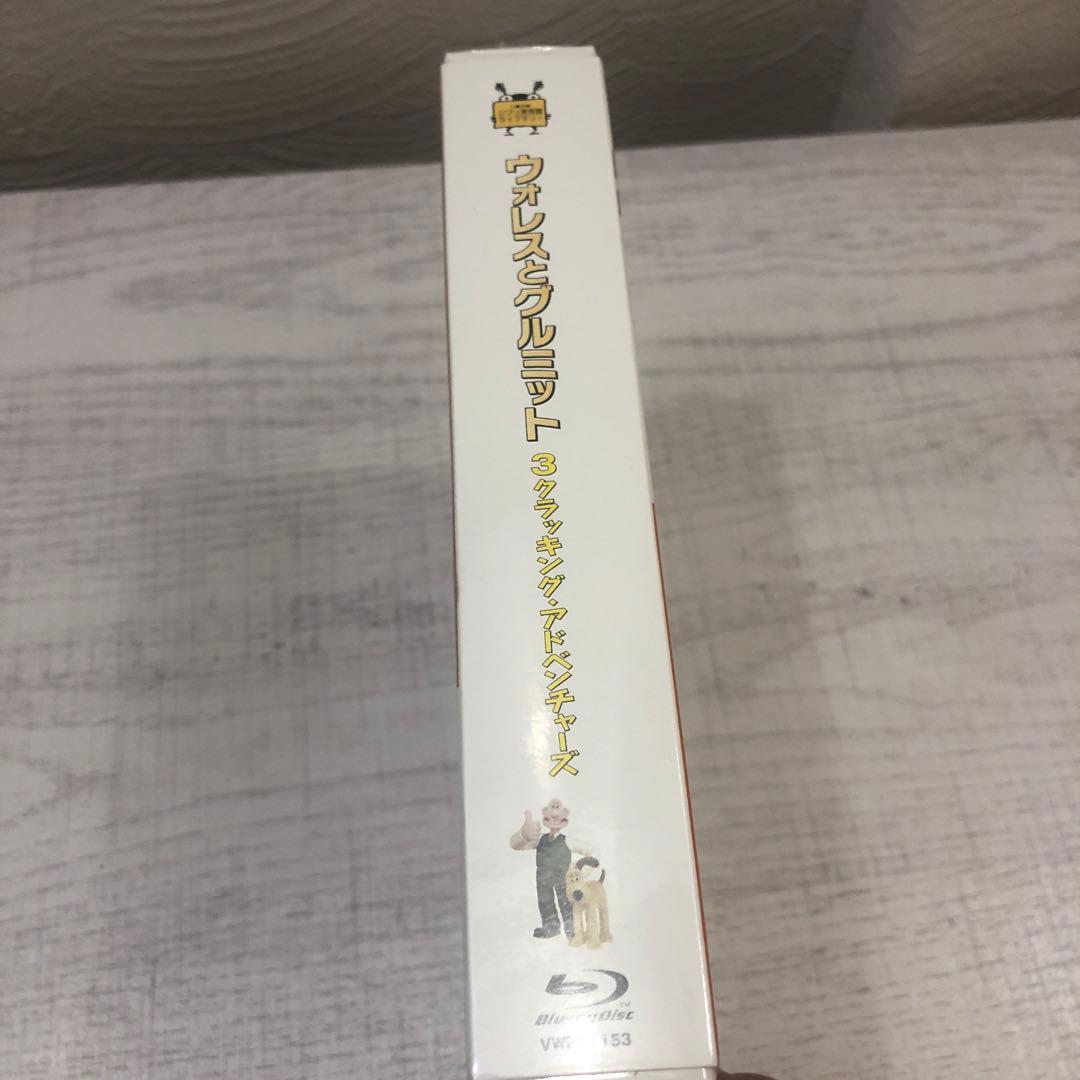 ウォレスとグルミット
3クラッキング・アドベンチャーズ
Blu-ray Disc
TM